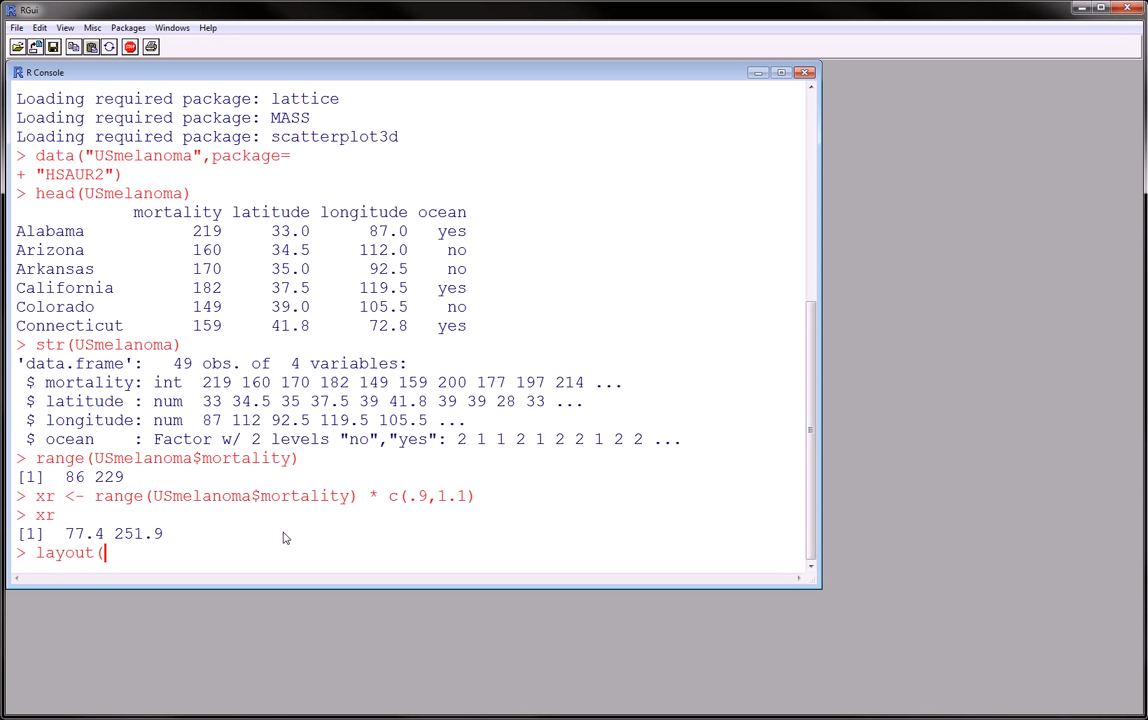 RGui
File Edit View Misc Packages Windows Help
STOP
R Console
Loading required package: lattice
Loading required package: MASS
Loading required package: scatterplot3d
> data("USmelanoma",package=
+ "HSAUR2")
> head(USmelanoma)
mortality latitude longitude ocean
Alabama 219 33.0 87.0 yes
Arizona 160 34.5 112.0 no
Arkansas 170 35.0 92.5 no
California 182 37.5 119.5 yes
Colorado 149 39.0 105.5 no
Connecticut 159 41.8 72.8 yes
> str(USmelanoma)
'data.frame': 49 obs. of 4 variables:
$ mortality: int 219 160 170 182 149 159 200 177 197 214 ...
$ latitude : num 33 34.5 35 37.5 39 41.8 39 39 28 33 ...
$ longitude: num 87 112 92.5 119.5 105.5 ...
$ ocean : Factor w/ 2 levels "no","yes": 2 1 1 2 1 2 2 1 2 2 ...
> range(USmelanoma$mortality)
[1] 86 229
> xr <- range(USmelanoma$mortality) * c(.9,1.1)
> xr
[1] 77.4 251.9
> layout(